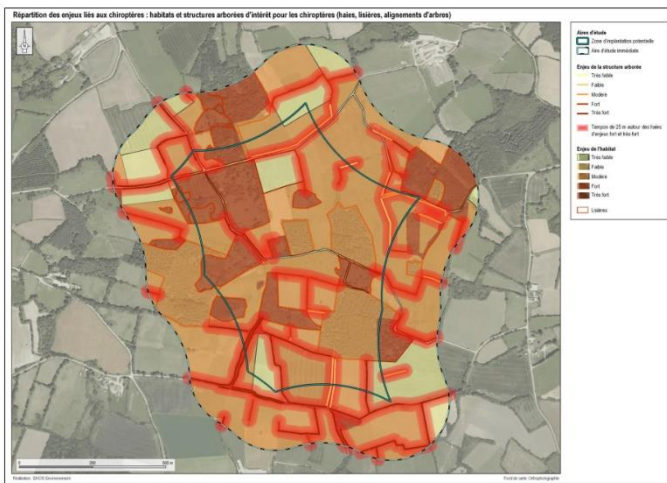 Répartition des enjeux liés aux chiroptères : habitats et structures arborées d'intérêt pour les chiroptères (haies, lisières, alignements d'arbres)
Aires d'étude
Zone d'implantation potentielle
Aire d'étude immédiate
Enjeu de la structure arborée
Très faible
Faible
Modéré
Fort
Très fort
Tampon de 25 m autour des haies
d'enjeu fort et très fort
Enjeu de l'habitat
Très faible
Faible
Modéré
Fort
Très fort
Lisières
0
Fond de carte: Orthophotographie